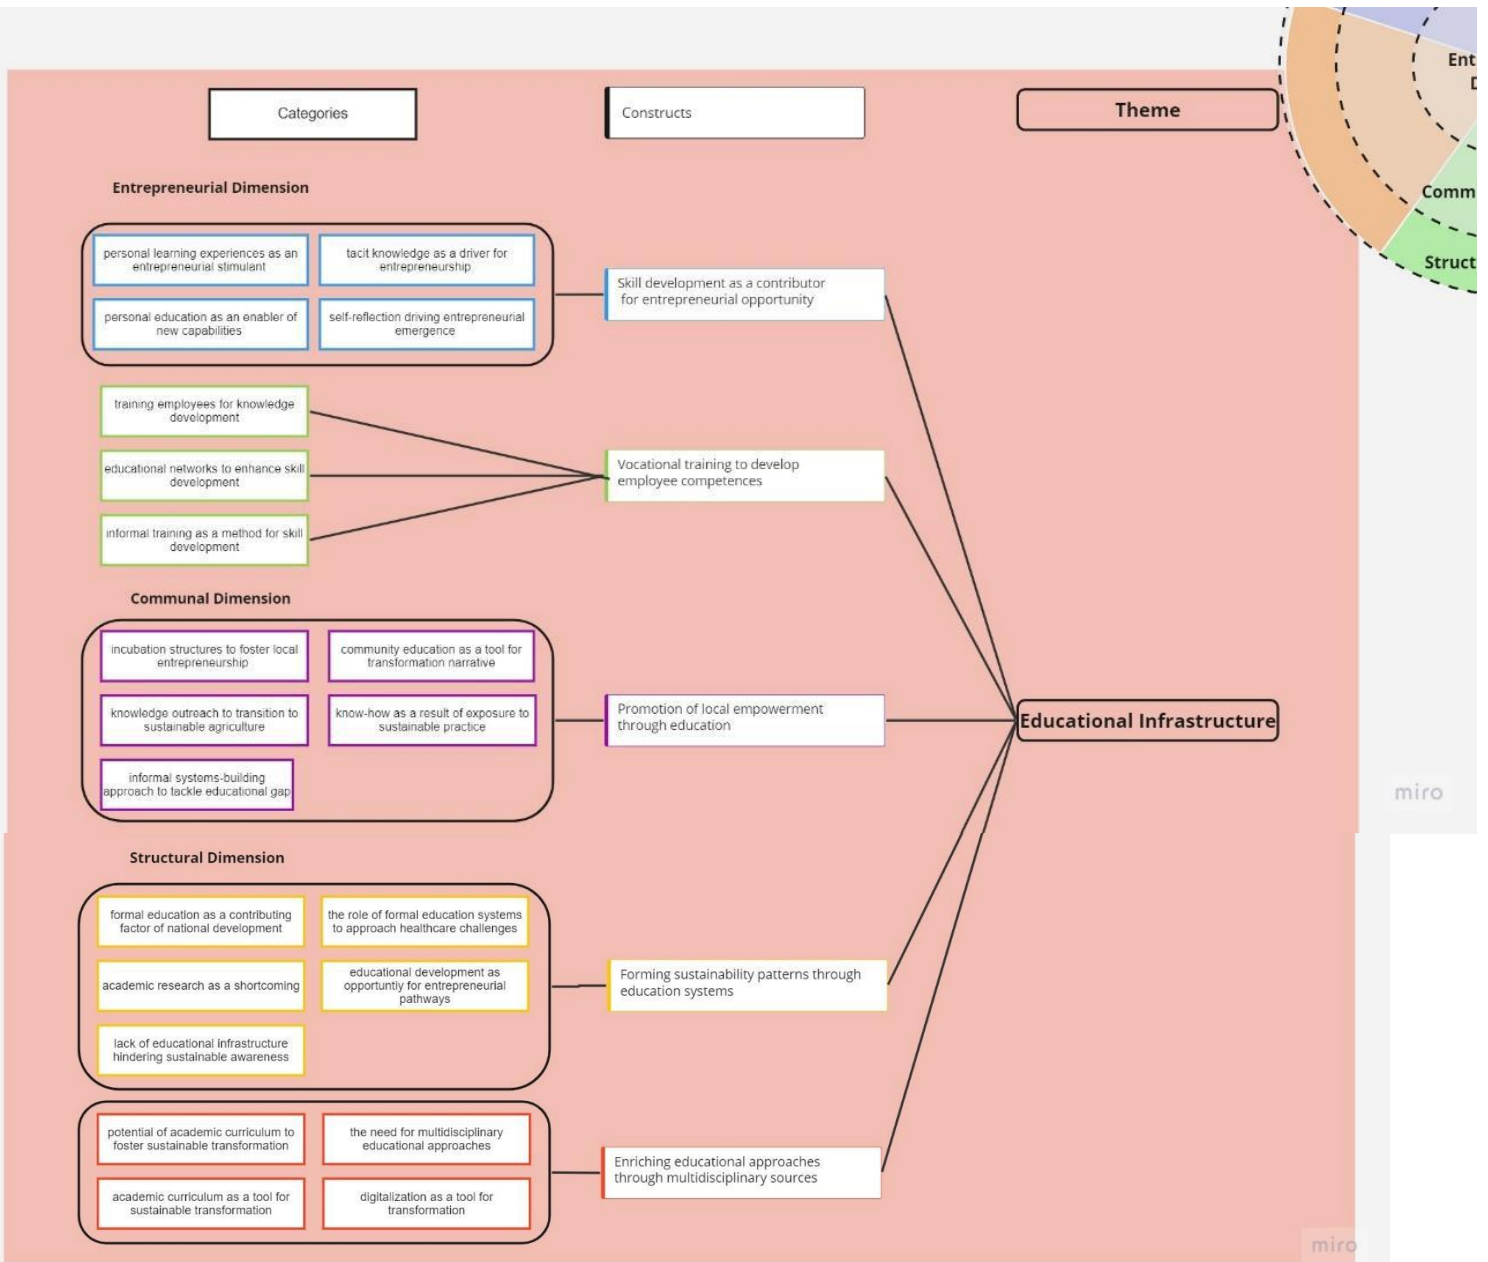 Categories
Constructs
Theme
Ent
Comm
Struct
Entrepreneurial Dimension
personal learning experiences as an
entrepreneurial stimulant
tacit knowledge as a driver for
entrepreneurship
personal education as an enabler of
new capabilities
self-reflection driving entrepreneurial
emergence
Skill development as a contributor
for entrepreneurial opportunity
training employees for knowledge
development
educational networks to enhance skill
development
informal training as a method for skill
development
Vocational training to develop
employee competences
Communal Dimension
incubation structures to foster local
entrepreneurship
community education as a tool for
transformation narrative
knowledge outreach to transition to
sustainable agriculture
know-how as a result of exposure to
sustainable practice
informal systems-building
approach to tackle educational gap
Promotion of local empowerment
through education
Educational Infrastructure
miro
Structural Dimension
formal education as a contributing
factor of national development
the role of formal education systems
to approach healthcare challenges
academic research as a shortcoming
educational development as
opportuntiy for entrepreneurial
pathways
lack of educational infrastructure
hindering sustainable awareness
Forming sustainability patterns through
education systems
potential of academic curriculum to
foster sustainable transformation
the need for multidisciplinary
educational approaches
academic curriculum as a tool for
sustainable transformation
digitalization as a tool for
transformation
Enriching educational approaches
through multidisciplinary sources
miro